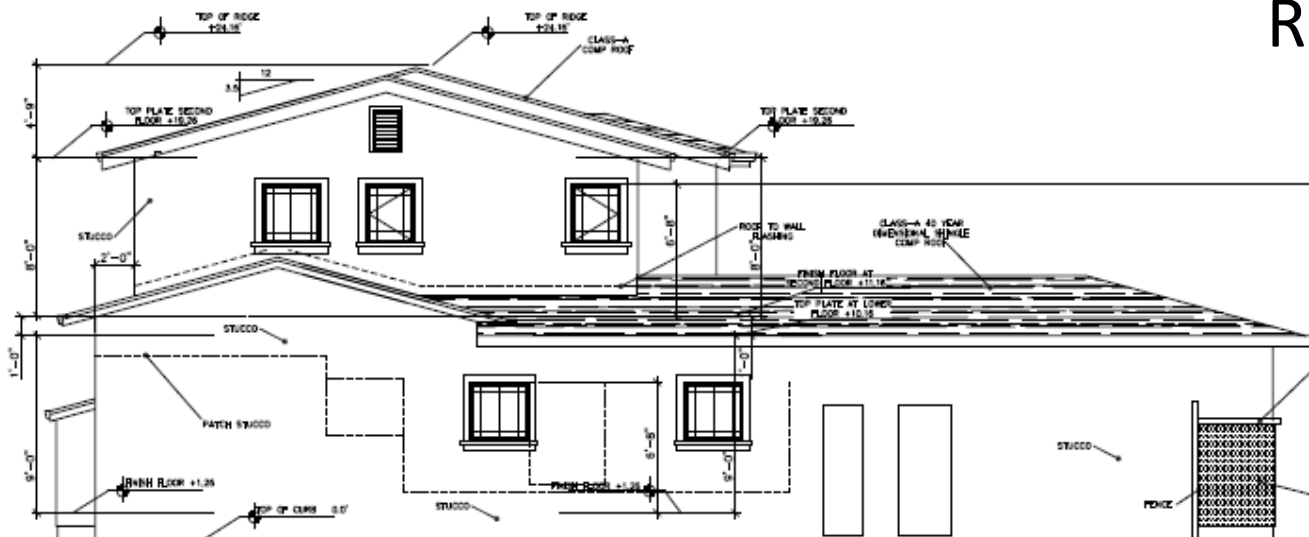 R
TOP OF RIDGE
+24.16'
TOP OF RIDGE
+24.16'
CLASS-A
COMP ROOF
12
3.5
TOP PLATE SECOND
FLOOR +19.26
TOP PLATE SECOND
FLOOR +19.26
STUCCO
2'-0"
8'-0"
6'-8"
8'-0"
ROOF TO WALL
FLASHING
CLASS-A 40 YEAR
DIMENSIONAL SHINGLE
COMP ROOF
FINISH FLOOR AT
SECOND FLOOR +11.16
TOP PLATE AT LOWER
FLOOR +10.16
STUCCO
1'-0"
PATCH STUCCO
9'-0"
6'-8"
9'-0"
STUCCO
FINISH FLOOR +1.26
FINISH FLOOR +1.26
TOP OF CURB 0.0'
STUCCO
FENCE